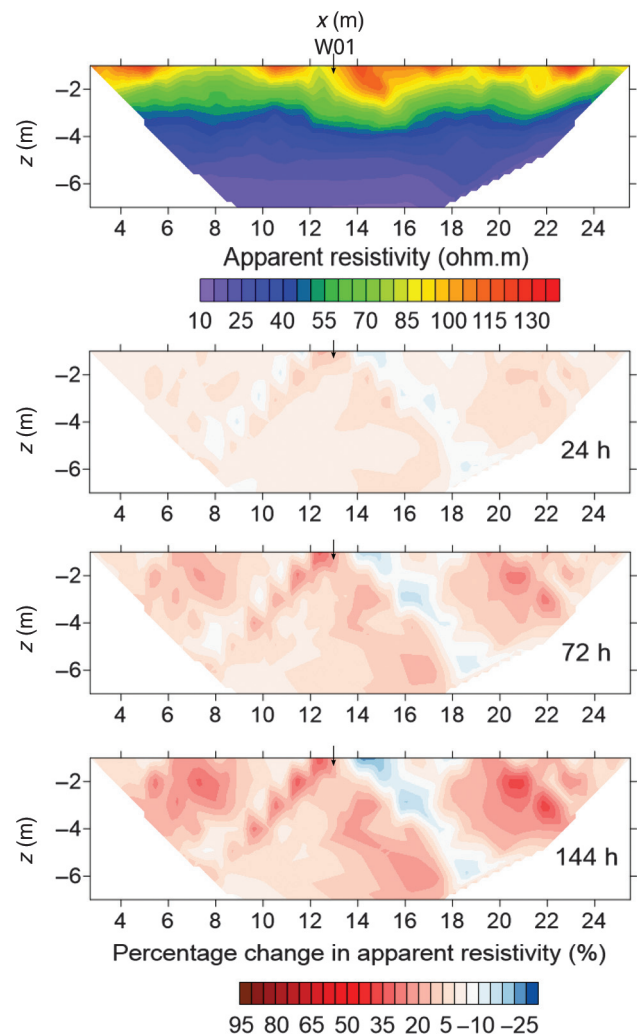 x (m)
W01
z (m)
−2
−4
−6
4 6 8 10 12 14 16 18 20 22 24
Apparent resistivity (ohm.m)
10 25 40 55 70 85 100 115 130
z (m)
−2
−4
−6
24 h
4 6 8 10 12 14 16 18 20 22 24
z (m)
−2
−4
−6
72 h
4 6 8 10 12 14 16 18 20 22 24
z (m)
−2
−4
−6
144 h
4 6 8 10 12 14 16 18 20 22 24
Percentage change in apparent resistivity (%)
95 80 65 50 35 20 5 −10 −25